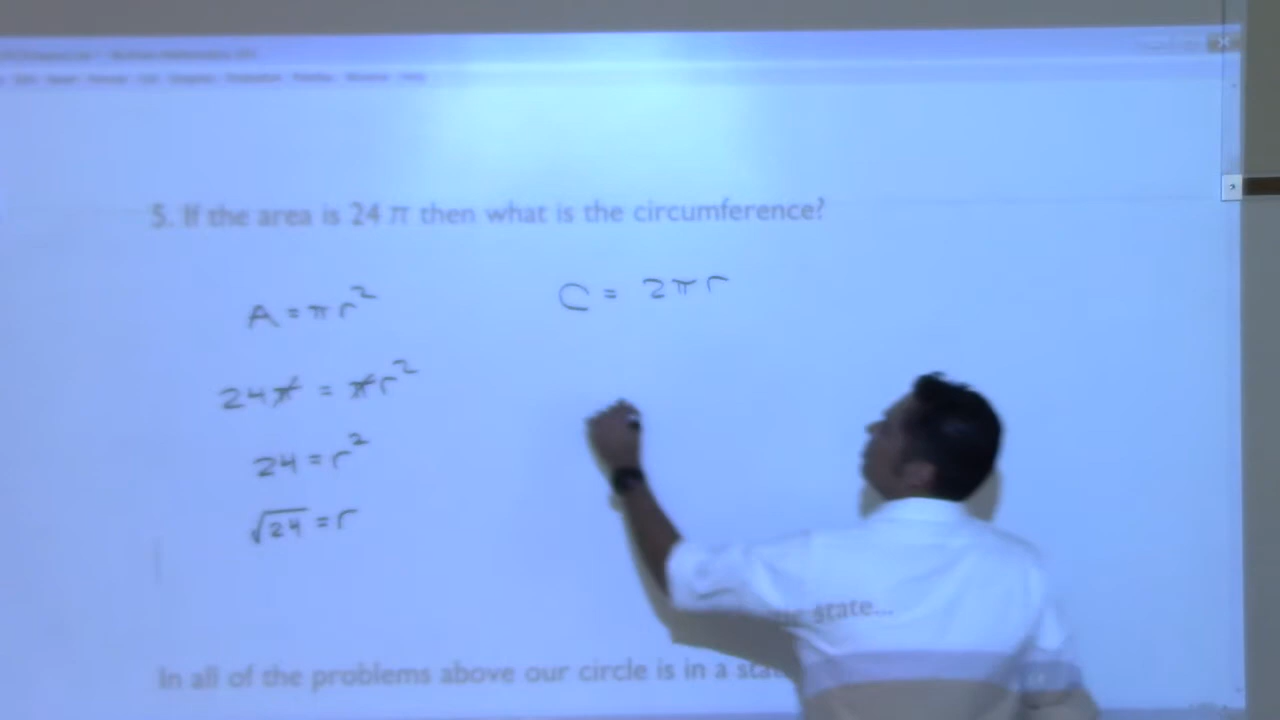 5. If the area is 24 π then what is the circumference?
A = πr²
24π = πr²
24 = r²
√24 = r
C = 2πr
state...
In all of the problems above our circle is in a